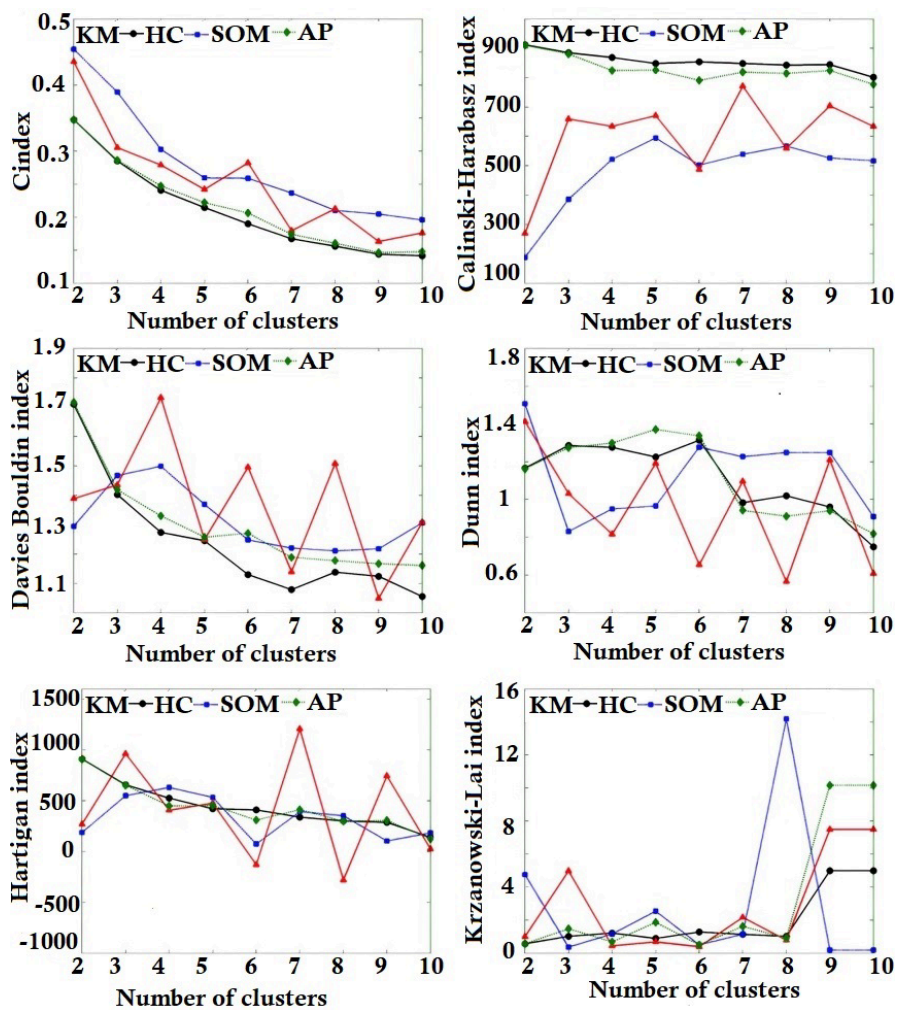 KM HC SOM AP
0.5
0.4
0.3
0.2
0.1
Cindex
2 3 4 5 6 7 8 9 10
Number of clusters
KM HC SOM AP
900
700
500
300
100
Calinski-Harabasz index
2 3 4 5 6 7 8 9 10
Number of clusters
KM HC SOM AP
1.9
1.7
1.5
1.3
1.1
Davies Bouldin index
2 3 4 5 6 7 8 9 10
Number of clusters
KM HC SOM AP
1.8
1.4
1
0.6
Dunn index
2 3 4 5 6 7 8 9 10
Number of clusters
KM HC SOM AP
1500
1000
500
0
-500
-1000
Hartigan index
2 3 4 5 6 7 8 9 10
Number of clusters
KM HC SOM AP
16
12
8
4
0
Krzanowski-Lai index
2 3 4 5 6 7 8 9 10
Number of clusters